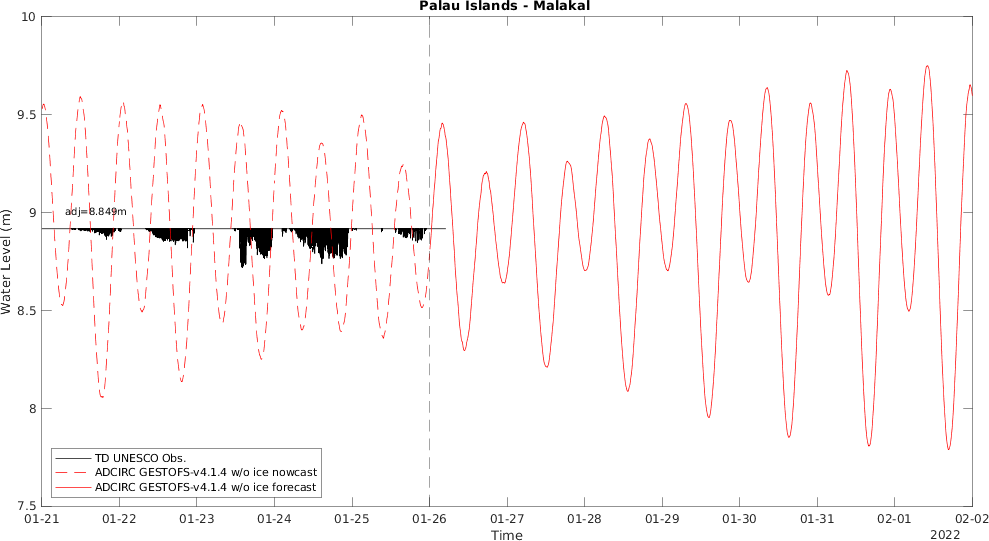 Palau Islands - Malakal
10
9.5
9
8.5
8
7.5
Water Level (m)
adj=8.849m
TD UNESCO Obs.
ADCIRC GESTOFS-v4.1.4 w/o ice nowcast
ADCIRC GESTOFS-v4.1.4 w/o ice forecast
01-21 01-22 01-23 01-24 01-25 01-26 01-27 01-28 01-29 01-30 01-31 02-01 02-02
Time
2022